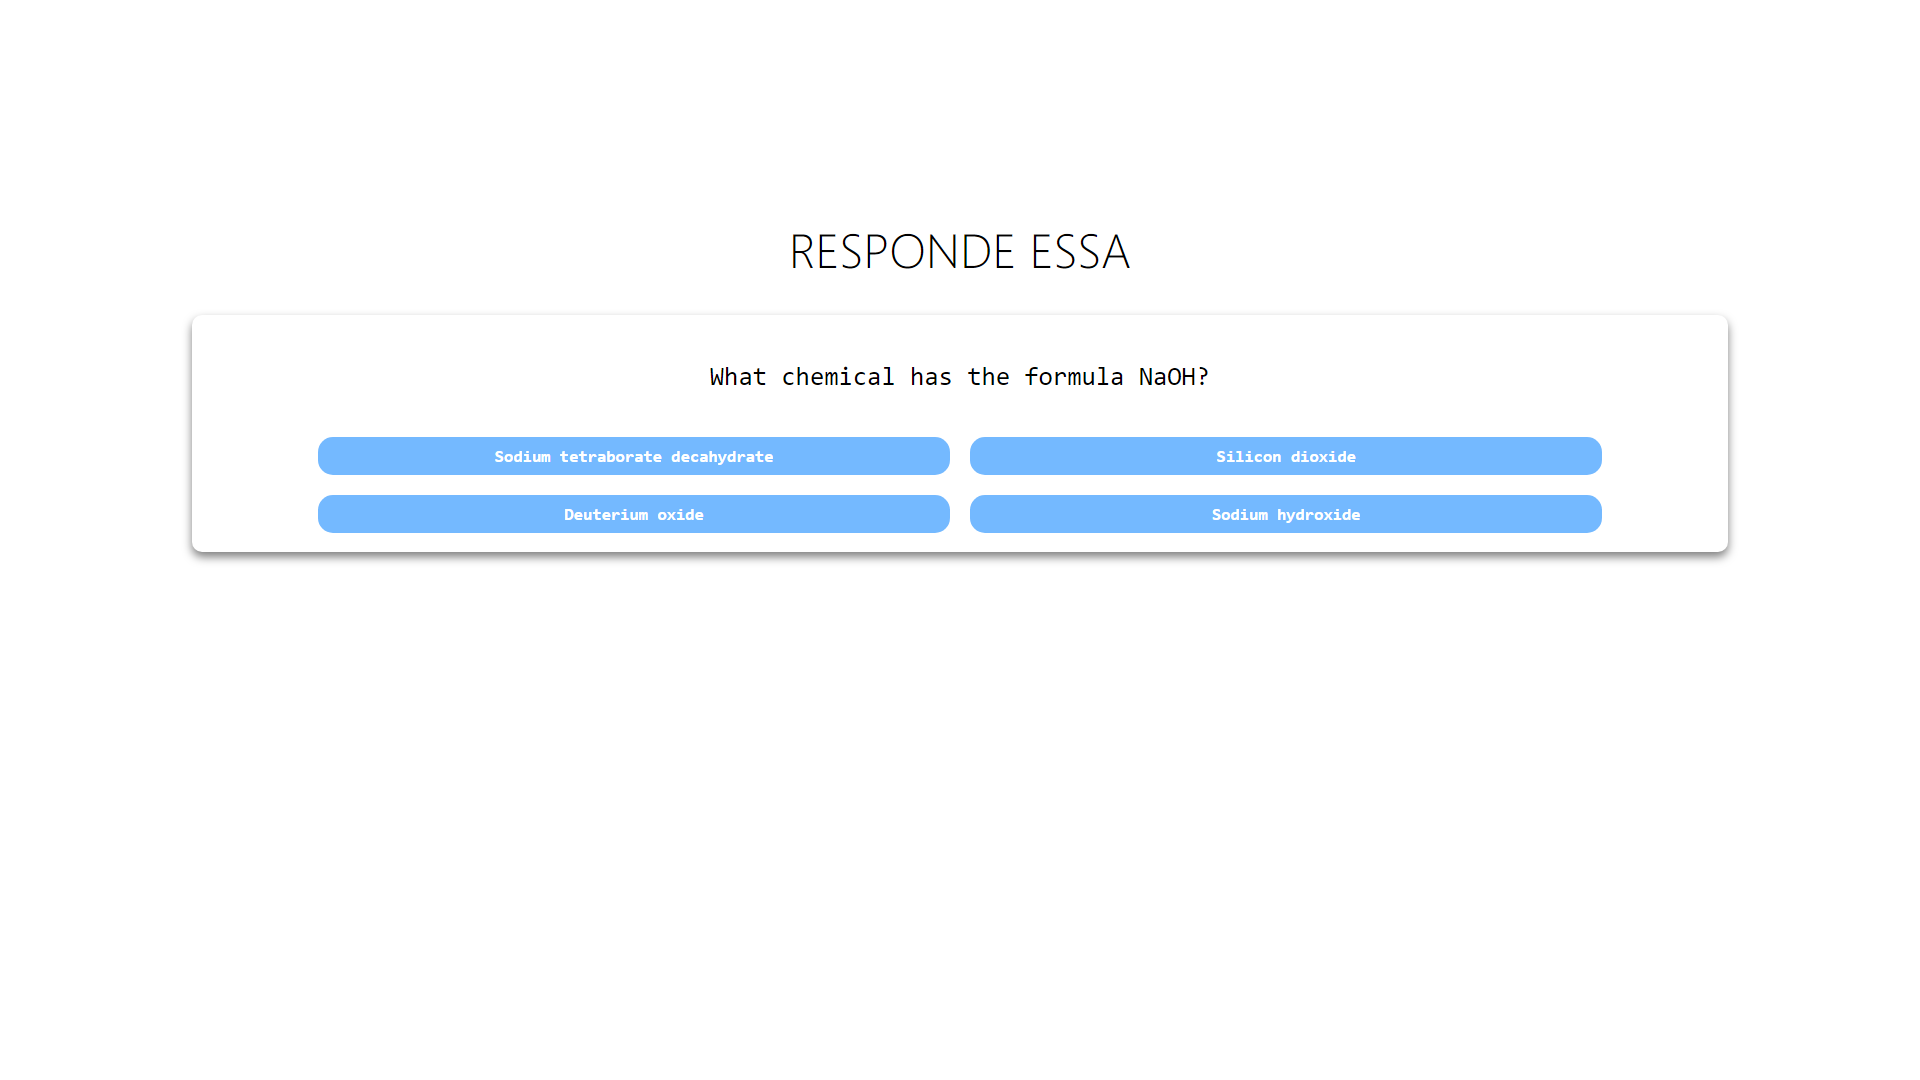 RESPONDE ESSA
What chemical has the formula NaOH?
Sodium tetraborate decahydrate
Silicon dioxide
Deuterium oxide
Sodium hydroxide